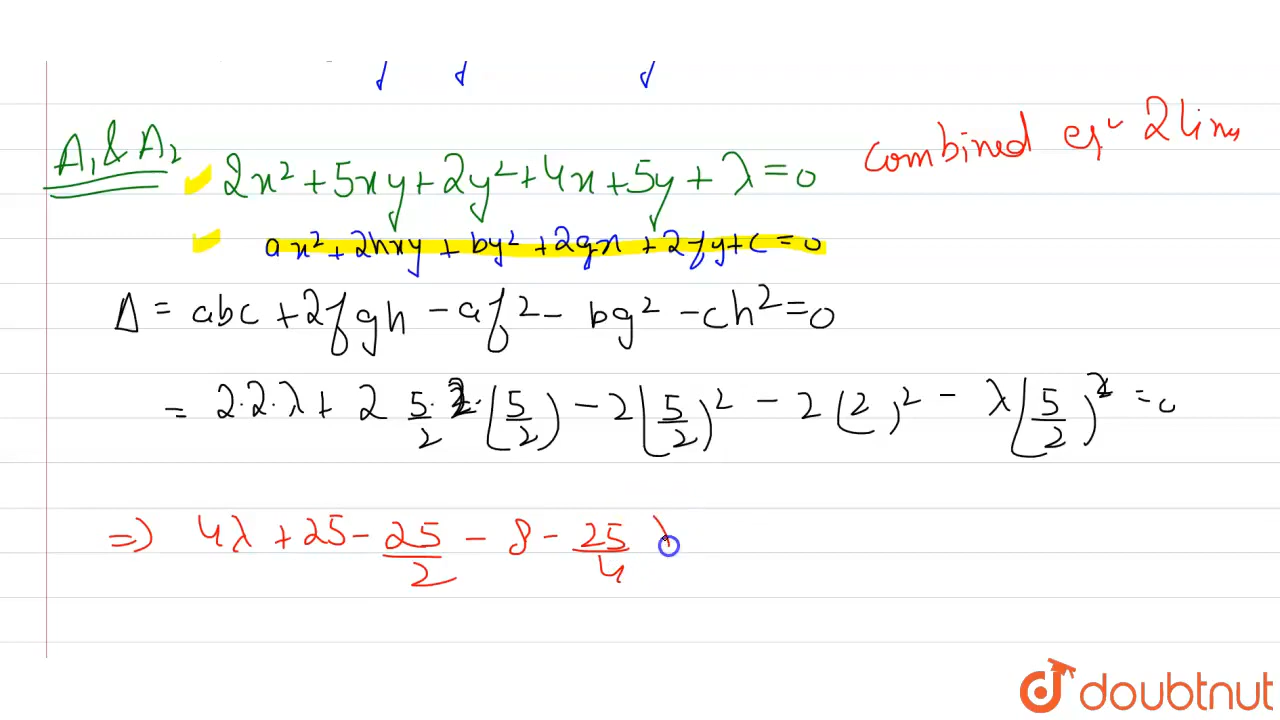 combined eqⁿ 2 lines
A₁ & A₂
2x² + 5xy + 2y² + 4x + 5y + λ = 0
ax² + 2hxy + by² + 2gx + 2fy + c = 0
Δ = abc + 2fgh - af² - bg² - ch² = 0
= 2·2·λ + 2 5/2·2·(5/2) - 2(5/2)² - 2(2)² - λ(5/2)² = 0
=> 4λ + 25 - 25/2 - 8 - 25/4 λ
doubtnut